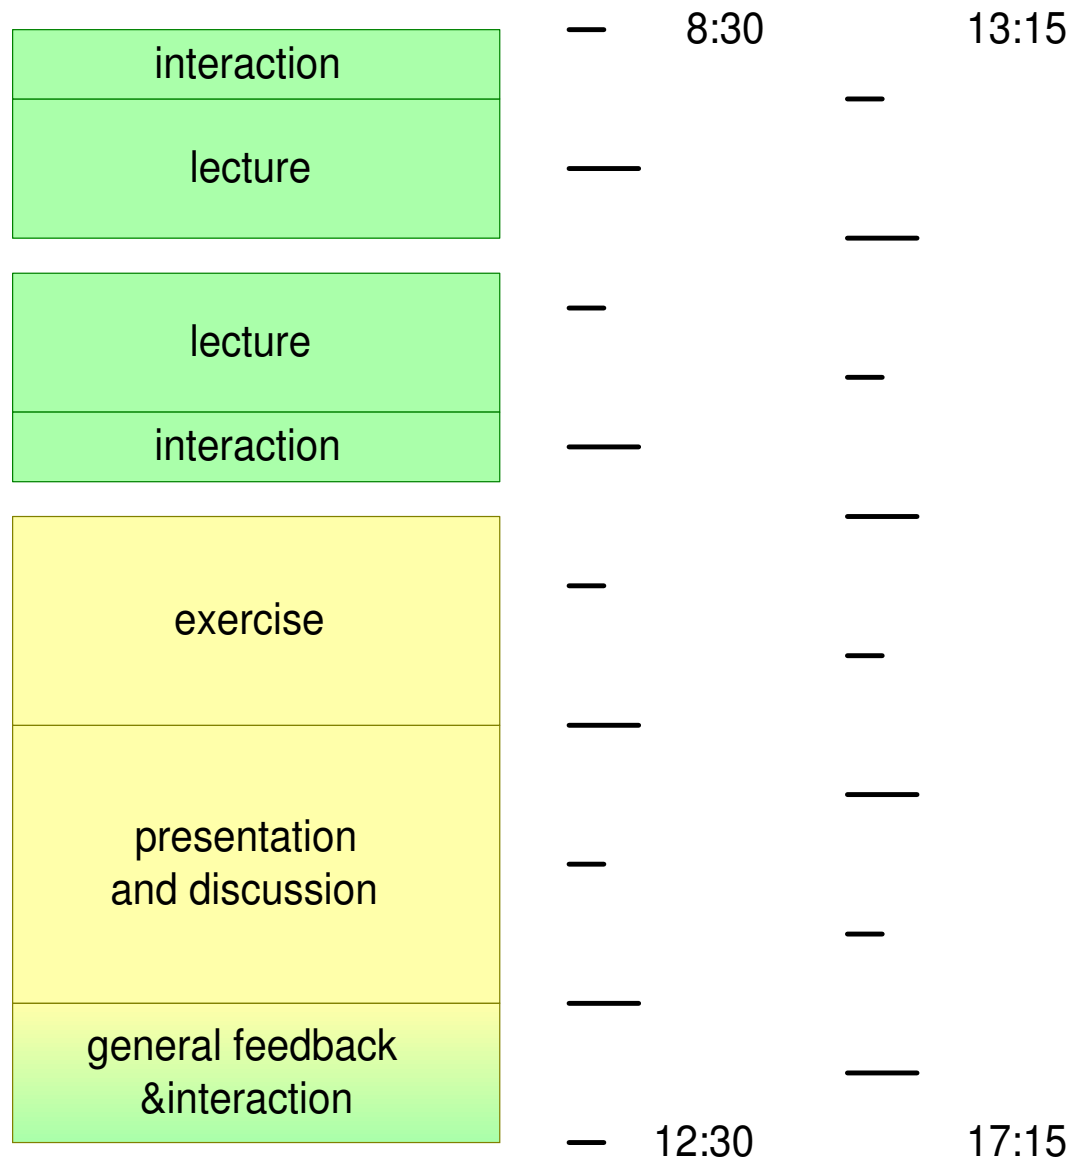 8:30 13:15
interaction
lecture
lecture
interaction
exercise
presentation
and discussion
general feedback
&interaction
12:30 17:15